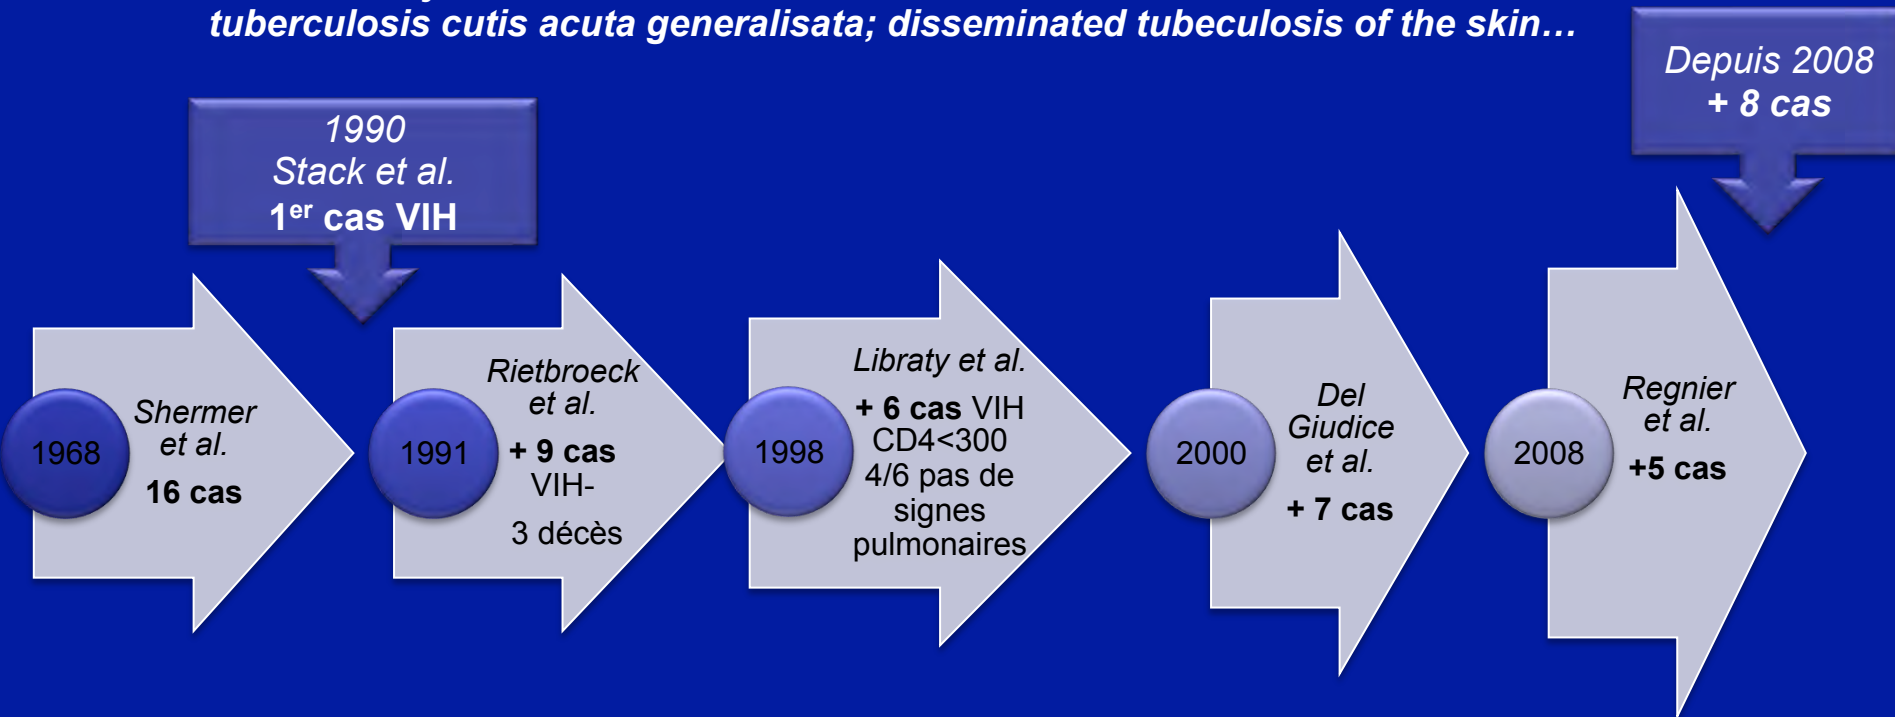 tuberculosis cutis acuta generalisata; disseminated tubeculosis of the skin…
Depuis 2008
+ 8 cas
1990
Stack et al.
1er cas VIH
1968
Shermer
et al.
16 cas
1991
Rietbroeck
et al.
+ 9 cas
VIH-
3 décès
1998
Libraty et al.
+ 6 cas VIH
CD4<300
4/6 pas de
signes
pulmonaires
2000
Del
Giudice
et al.
+ 7 cas
2008
Regnier
et al.
+5 cas